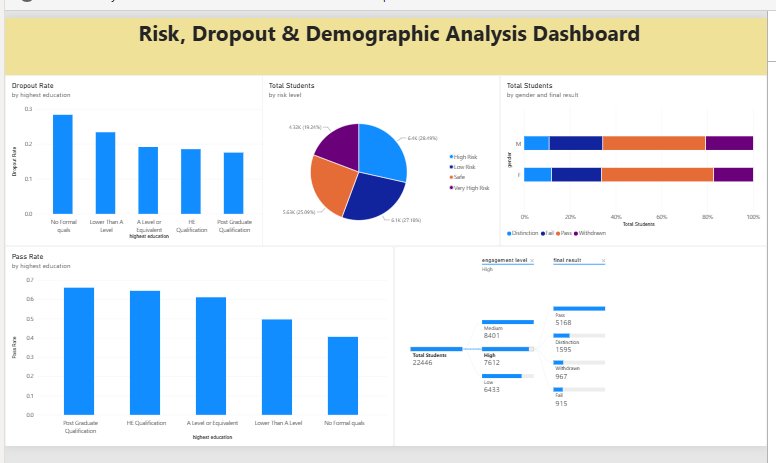 Risk, Dropout & Demographic Analysis Dashboard
Dropout Rate
by highest education
0.3
0.2
0.1
0.0
Dropout Rate
No Formal quals
Lower Than A Level
A Level or Equivalent
HE Qualification
Post Graduate Qualification
highest education
Total Students
by risk level
4.32K (19.24%)
6.4K (28.49%)
5.63K (25.09%)
6.1K (27.18%)
High Risk
Low Risk
Safe
Very High Risk
Total Students
by gender and final result
gender
M
F
0%
20%
40%
60%
80%
100%
Total Students
Distinction
Fail
Pass
Withdrawn
Pass Rate
by highest education
0.7
0.6
0.5
0.4
0.3
0.2
0.1
0.0
Pass Rate
Post Graduate Qualification
HE Qualification
A Level or Equivalent
Lower Than A Level
No Formal quals
highest education
engagement level
High
final result
Total Students
22446
Medium
8401
High
7612
Low
6433
Pass
5168
Distinction
1595
Withdrawn
967
Fail
915